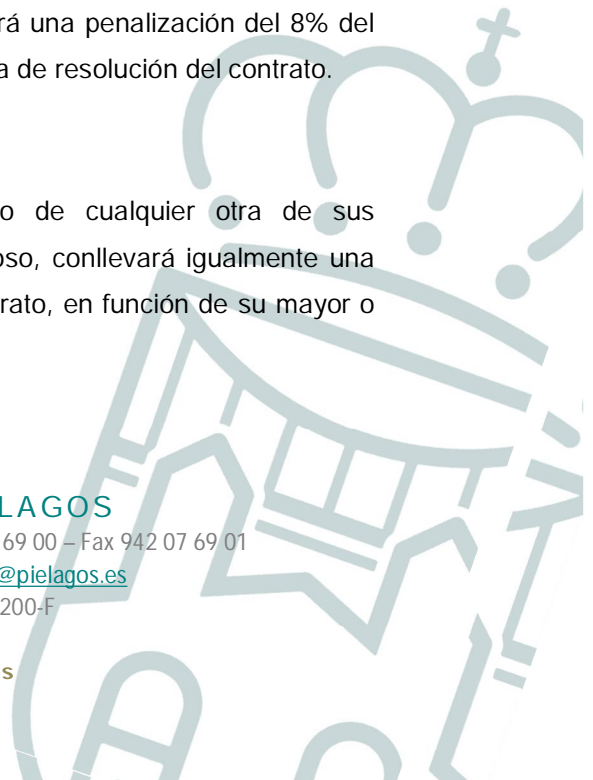 rá una penalización del 8% del
a de resolución del contrato.
o de cualquier otra de sus
oso, conllevará igualmente una
rato, en función de su mayor o
LAGOS
69 00 – Fax 942 07 69 01
@pielagos.es
200-F
s